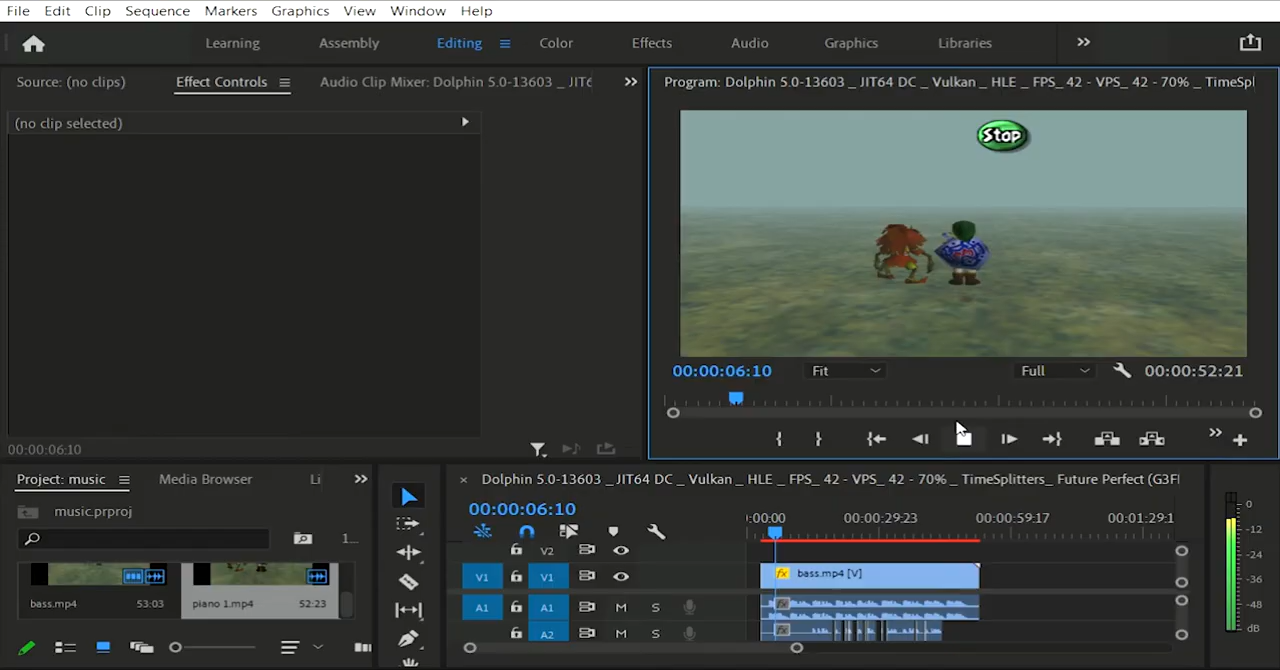 File Edit Clip Sequence Markers Graphics View Window Help
Learning Assembly Editing Effects Color Effects Audio Graphics Libraries
Source: (no clips) Effect Controls Audio Clip Mixer: Dolphin 5.0-13603 _ JIT6
Program: Dolphin 5.0-13603 _ JIT64 DC _ Vulkan _ HLE _ FPS_ 42 - VPS_ 42 - 70% _ TimeSpl
(no clip selected)
Stop
00:00:06:10 Fit Full 00:00:52:21
00:00:06:10
Project: music Media Browser Li
music.prproj
1...
bass.mp4 53:03 piano 1.mp4 52:23
× Dolphin 5.0-13603 _ JIT64 DC _ Vulkan _ HLE _ FPS_ 42 - VPS_ 42 - 70% _ TimeSplitters_ Future Perfect (G3FI
00:00:06:10
:00:00 00:00:29:23 00:00:59:17 00:01:29:1
V2
V1 V1 fx bass.mp4 [V]
A1 A1 M S fx
A2 M S fx
0
-12
-24
-36
-48
dB